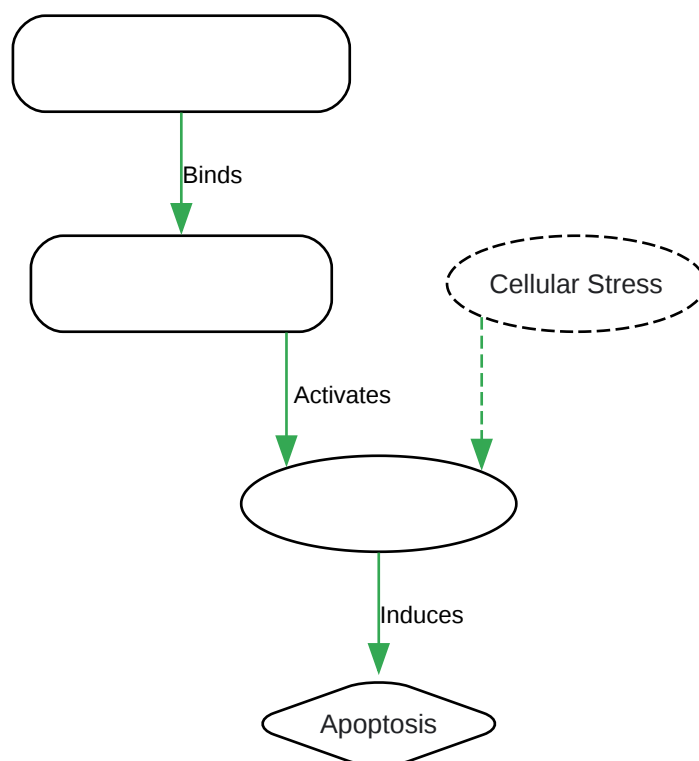 Binds
Cellular Stress
Activates
Induces
Apoptosis